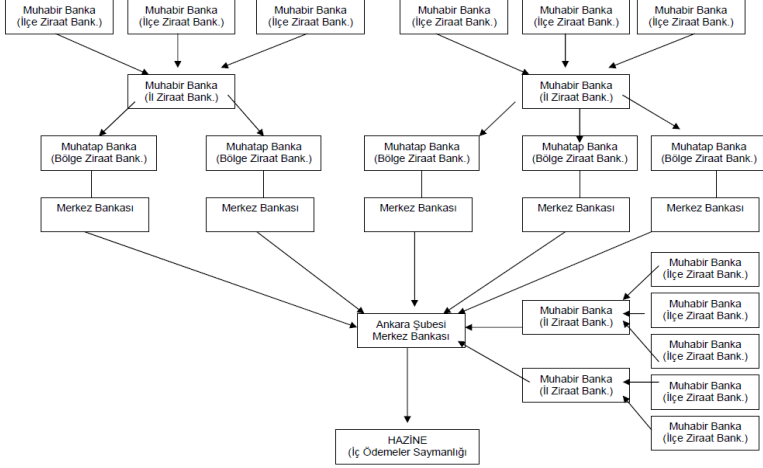 Muhabir Banka
(İlçe Ziraat Bank.)
Muhabir Banka
(İlçe Ziraat Bank.)
Muhabir Banka
(İlçe Ziraat Bank.)
Muhabir Banka
(İlçe Ziraat Bank.)
Muhabir Banka
(İlçe Ziraat Bank.)
Muhabir Banka
(İlçe Ziraat Bank.)
Muhabir Banka
(İl Ziraat Bank.)
Muhabir Banka
(İl Ziraat Bank.)
Muhatap Banka
(Bölge Ziraat Bank.)
Muhatap Banka
(Bölge Ziraat Bank.)
Muhatap Banka
(Bölge Ziraat Bank.)
Muhatap Banka
(Bölge Ziraat Bank.)
Muhatap Banka
(Bölge Ziraat Bank.)
Merkez Bankası
Merkez Bankası
Merkez Bankası
Merkez Bankası
Merkez Bankası
Muhabir Banka
(İlçe Ziraat Bank.)
Muhabir Banka
(İlçe Ziraat Bank.)
Muhabir Banka
(İl Ziraat Bank.)
Ankara Şubesi
Merkez Bankası
Muhabir Banka
(İlçe Ziraat Bank.)
Muhabir Banka
(İl Ziraat Bank.)
Muhabir Banka
(İlçe Ziraat Bank.)
Muhabir Banka
(İlçe Ziraat Bank.)
HAZİNE
(İç Ödemeler Saymanlığı